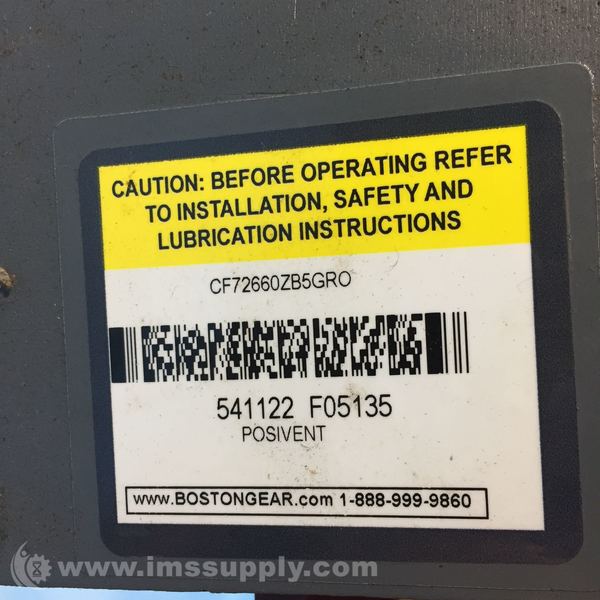 CAUTION: BEFORE OPERATING REFER
TO INSTALLATION, SAFETY AND
LUBRICATION INSTRUCTIONS
CF72660ZB5GRO
541122 F05135
POSIVENT
www.BOSTONGEAR.com 1-888-999-9860
www.imssupply.com